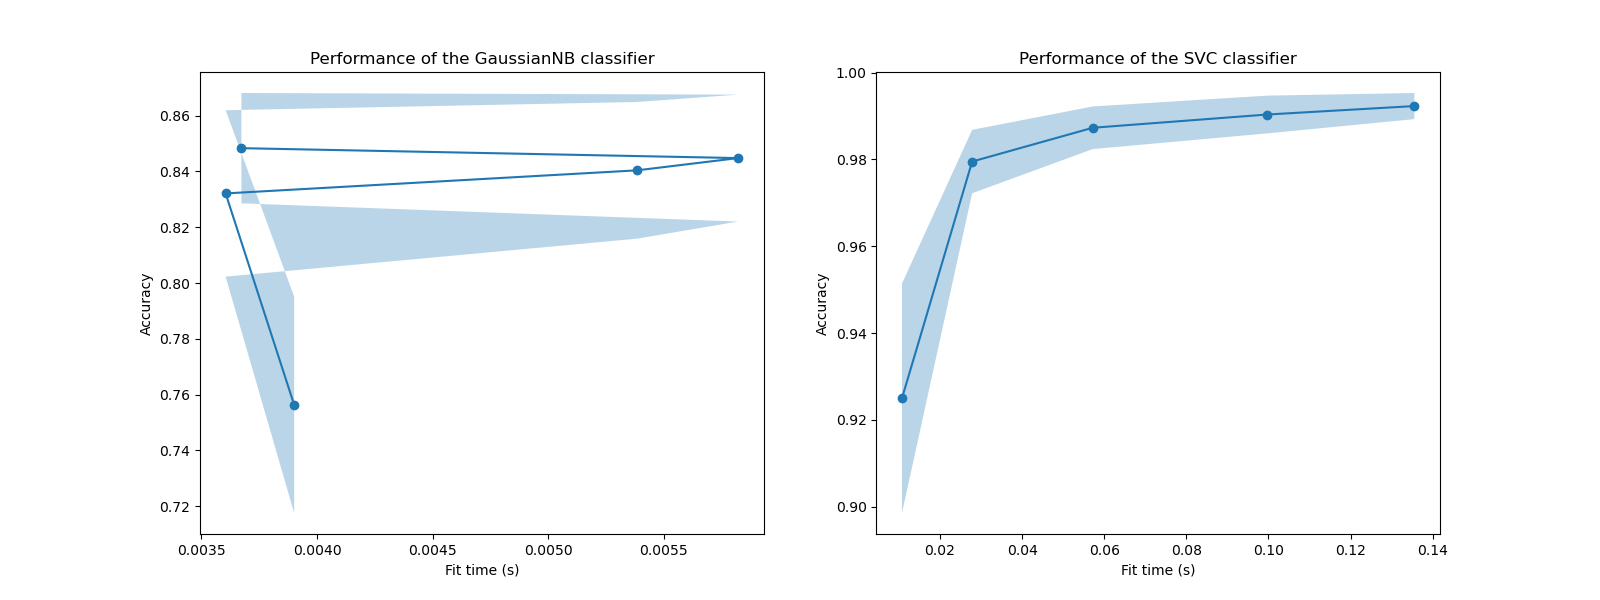 Performance of the GaussianNB classifier
Accuracy
0.86
0.84
0.82
0.80
0.78
0.76
0.74
0.72
0.0035 0.0040 0.0045 0.0050 0.0055
Fit time (s)
Performance of the SVC classifier
Accuracy
1.00
0.98
0.96
0.94
0.92
0.90
0.02 0.04 0.06 0.08 0.10 0.12 0.14
Fit time (s)